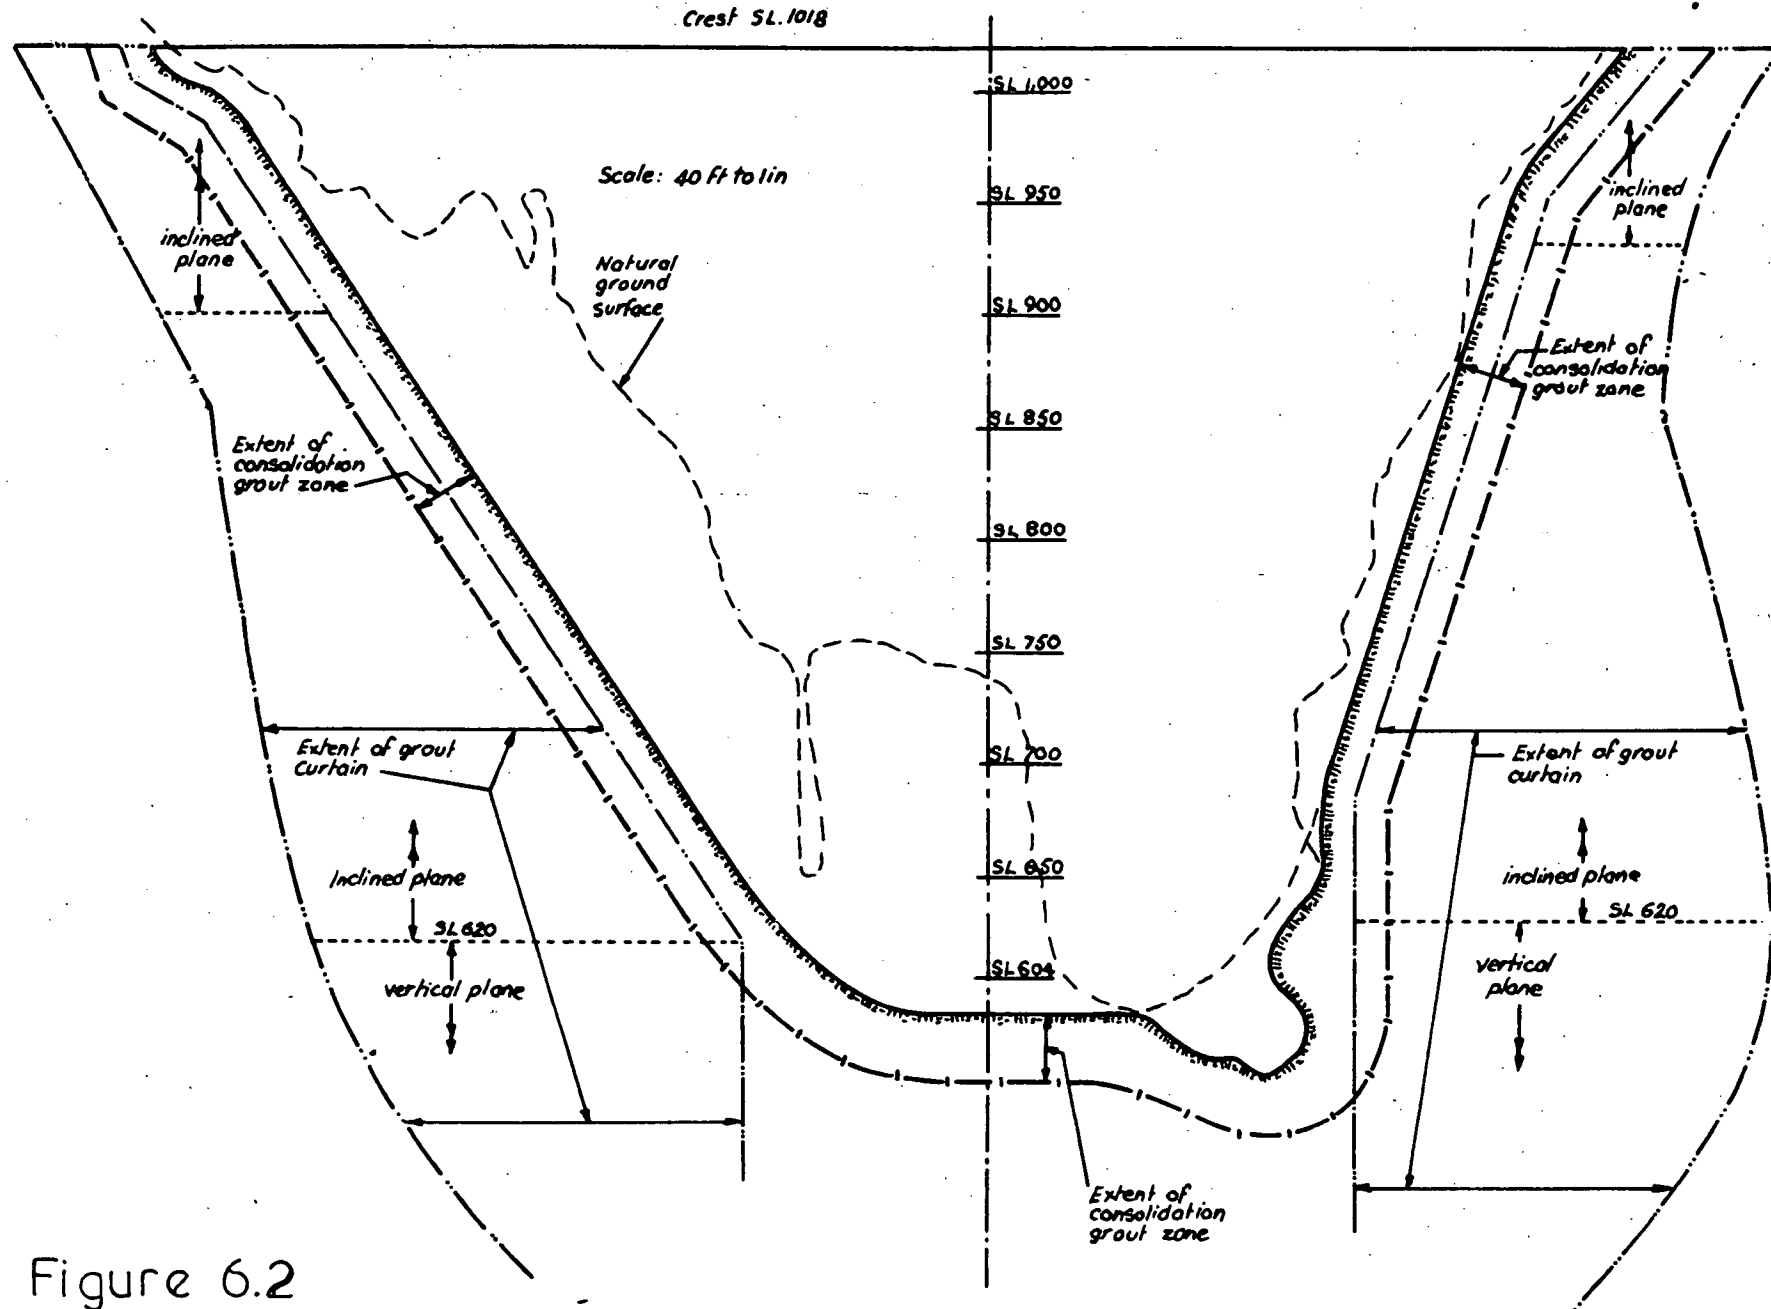 Crest SL.1018
SL 1,000
Scale: 40 ft to 1in
SL 950
inclined
plane
inclined
plane
Natural
ground
surface
SL 900
Extent of
consolidation
grout zone
SL 850
Extent of
consolidation
grout zone
SL 800
SL 750
Extent of grout
curtain
SL 700
Extent of grout
curtain
Inclined plane
SL 650
inclined plane
SL 620
SL 620
vertical plane
SL 604
vertical
plane
Extent of
consolidation
grout zone
Figure 6.2